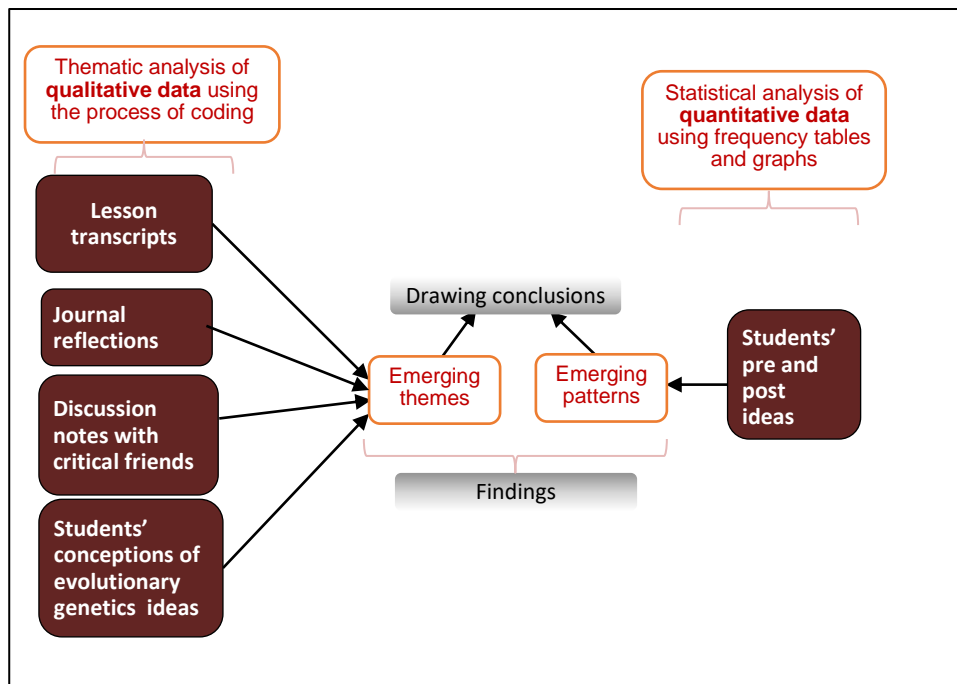 Thematic analysis of
qualitative data using
the process of coding
Statistical analysis of
quantitative data
using frequency tables
and graphs
Lesson
transcripts
Journal
reflections
Discussion
notes with
critical friends
Students’
conceptions of
evolutionary
genetics ideas
Drawing conclusions
Emerging
themes
Emerging
patterns
Findings
Students’
pre and
post
ideas